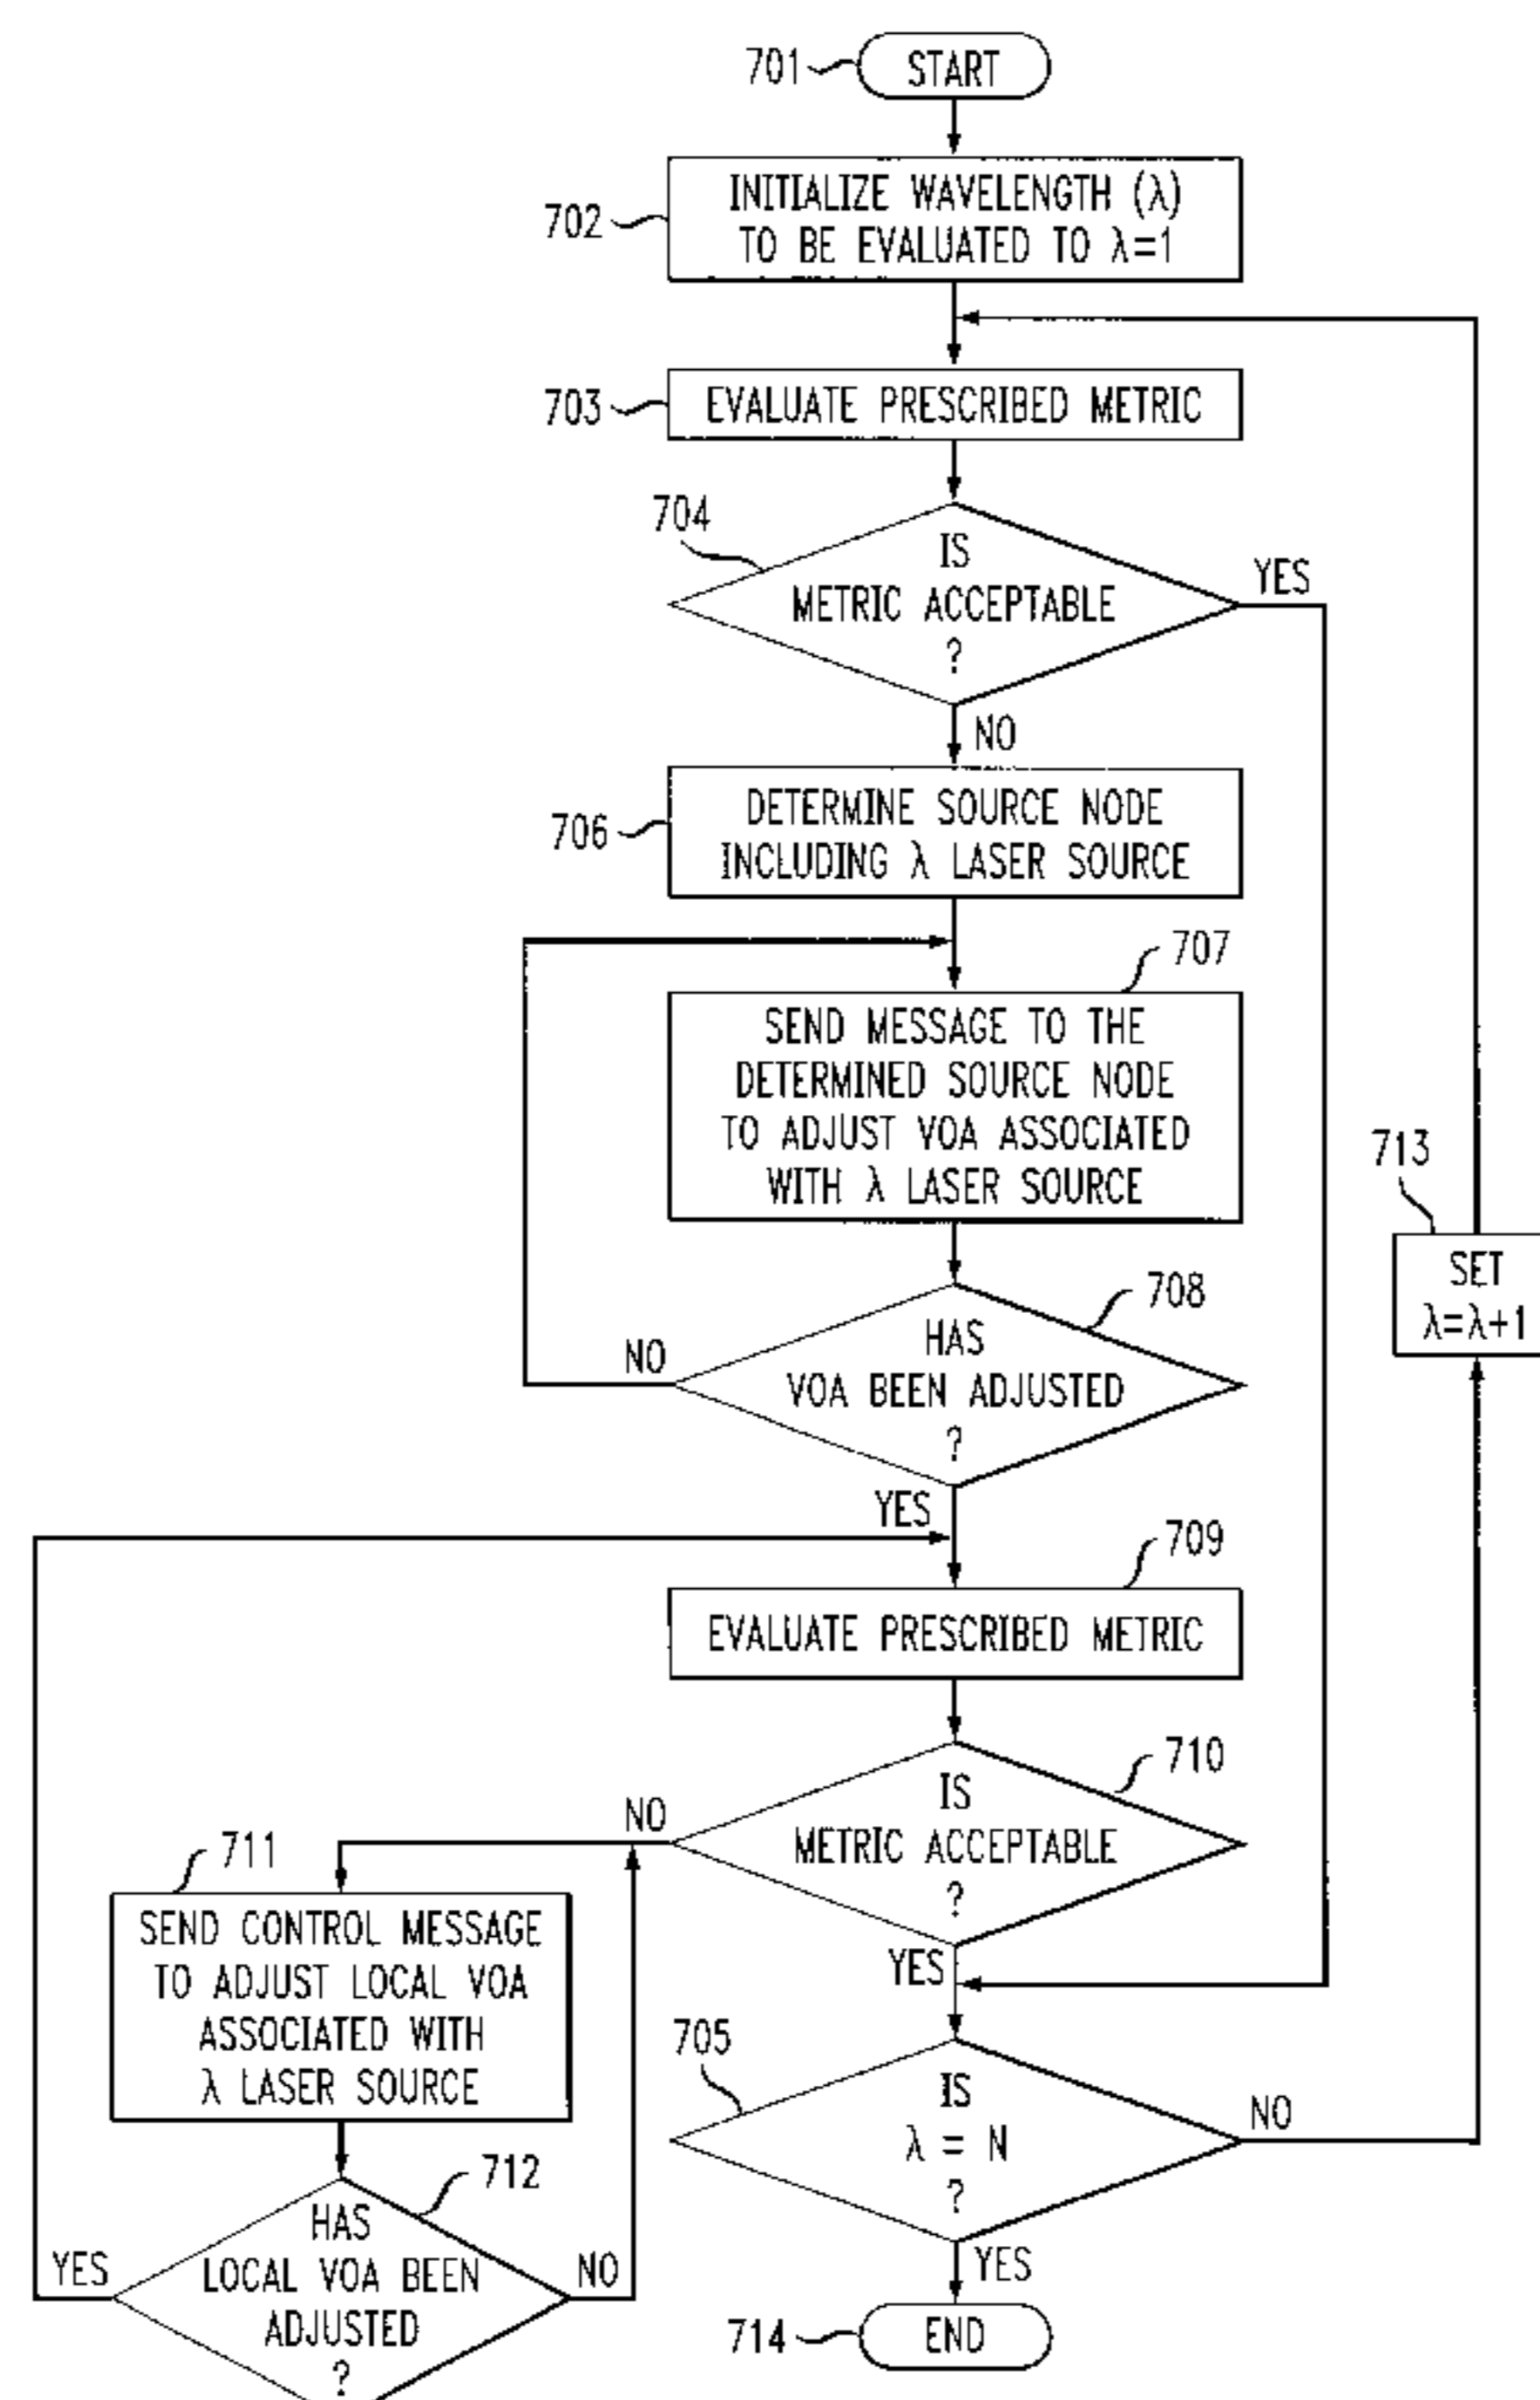 701
START
702
INITIALIZE WAVELENGTH (λ)
TO BE EVALUATED TO λ=1
703
EVALUATE PRESCRIBED METRIC
704
IS
METRIC ACCEPTABLE
?
YES
NO
706
DETERMINE SOURCE NODE
INCLUDING λ LASER SOURCE
707
SEND MESSAGE TO THE
DETERMINED SOURCE NODE
TO ADJUST VOA ASSOCIATED
WITH λ LASER SOURCE
713
SET
λ=λ+1
708
HAS
VOA BEEN ADJUSTED
?
NO
YES
709
EVALUATE PRESCRIBED METRIC
710
IS
METRIC ACCEPTABLE
?
NO
YES
711
SEND CONTROL MESSAGE
TO ADJUST LOCAL VOA
ASSOCIATED WITH
λ LASER SOURCE
705
IS
λ = N
?
NO
YES
712
HAS
LOCAL VOA BEEN
ADJUSTED
?
YES
NO
714
END